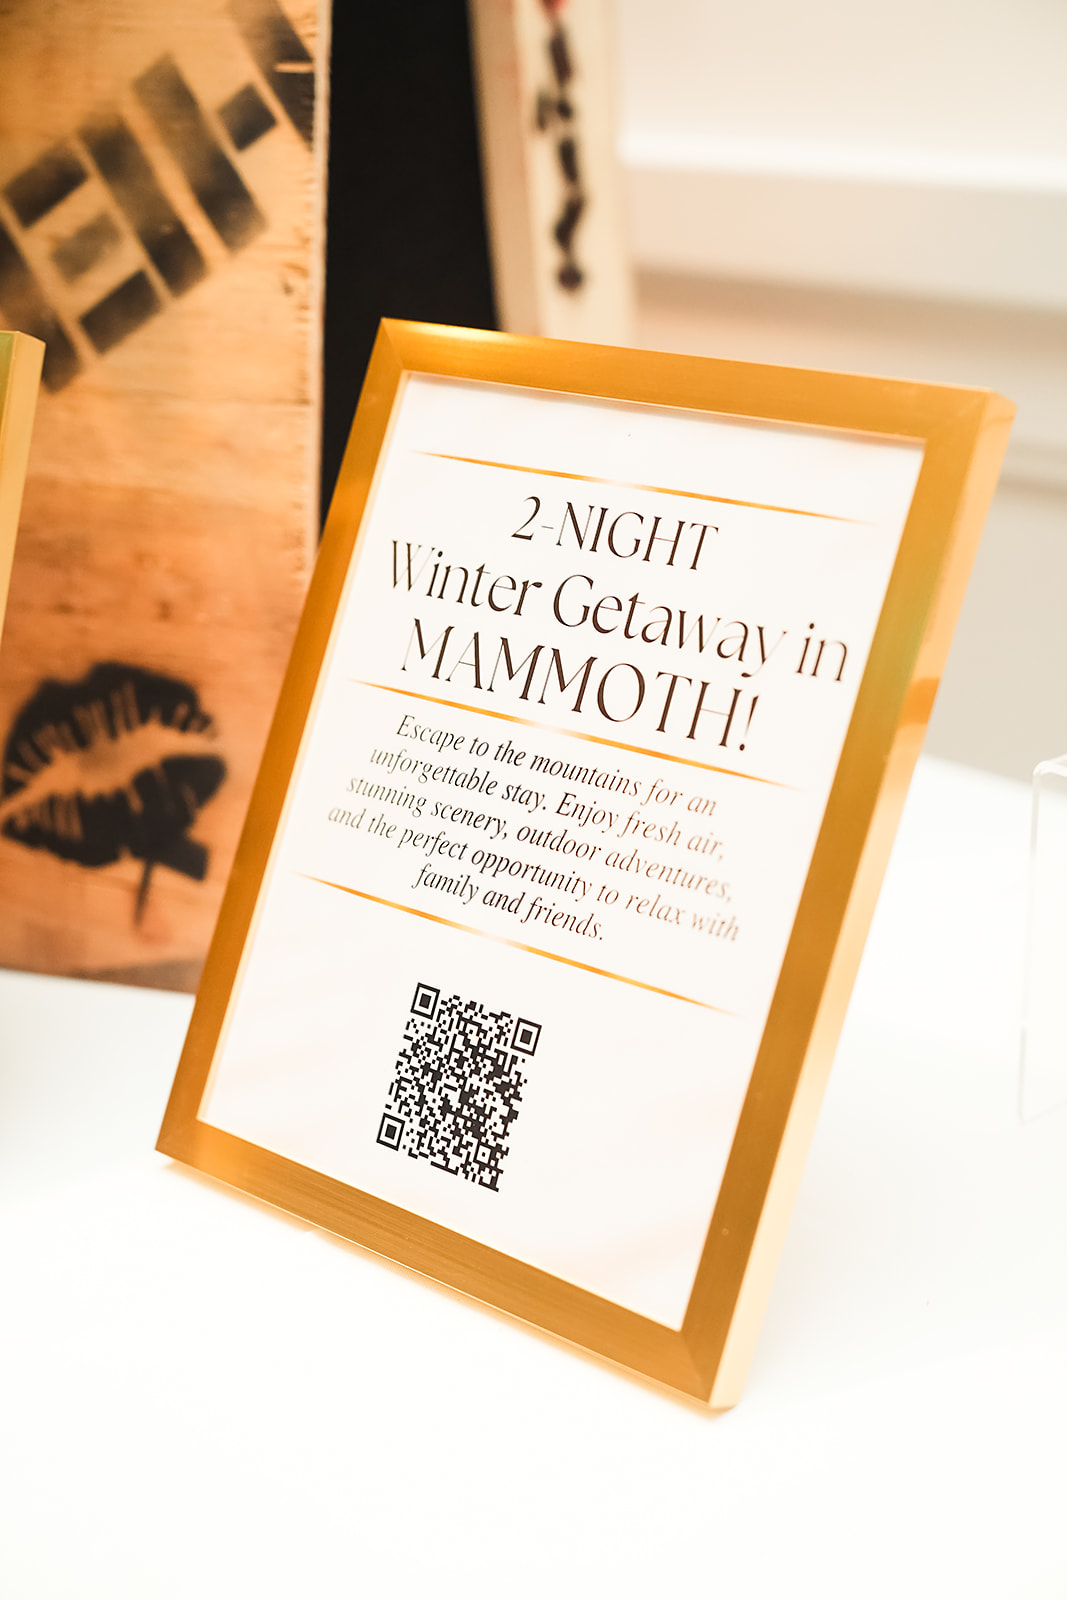 2-NIGHT
Winter Getaway in
MAMMOTH!
Escape to the mountains for an
unforgettable stay. Enjoy fresh air,
stunning scenery, outdoor adventures,
and the perfect opportunity to relax with
family and friends.